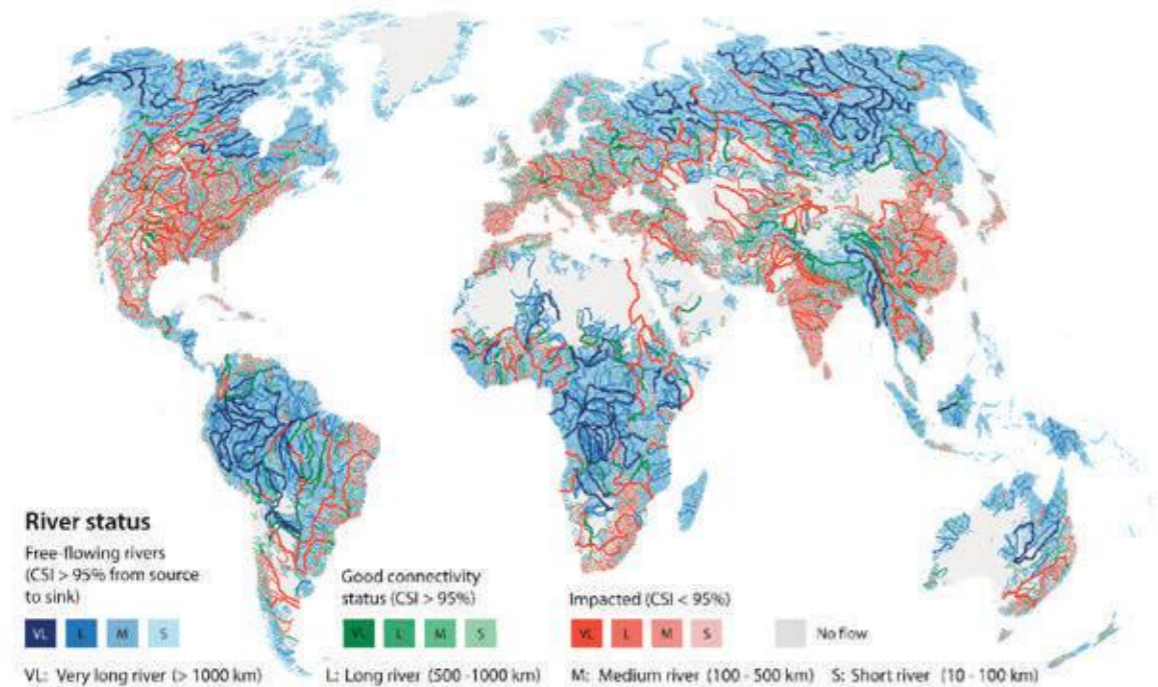 River status
Free-flowing rivers
(CSI > 95% from source
to sink)
VL L M S
Good connectivity
status (CSI > 95%)
VL L M S
Impacted (CSI < 95%)
VL L M S
No flow
VL: Very long river (> 1000 km) L: Long river (500 -1000 km) M: Medium river (100 - 500 km) S: Short river (10 - 100 km)